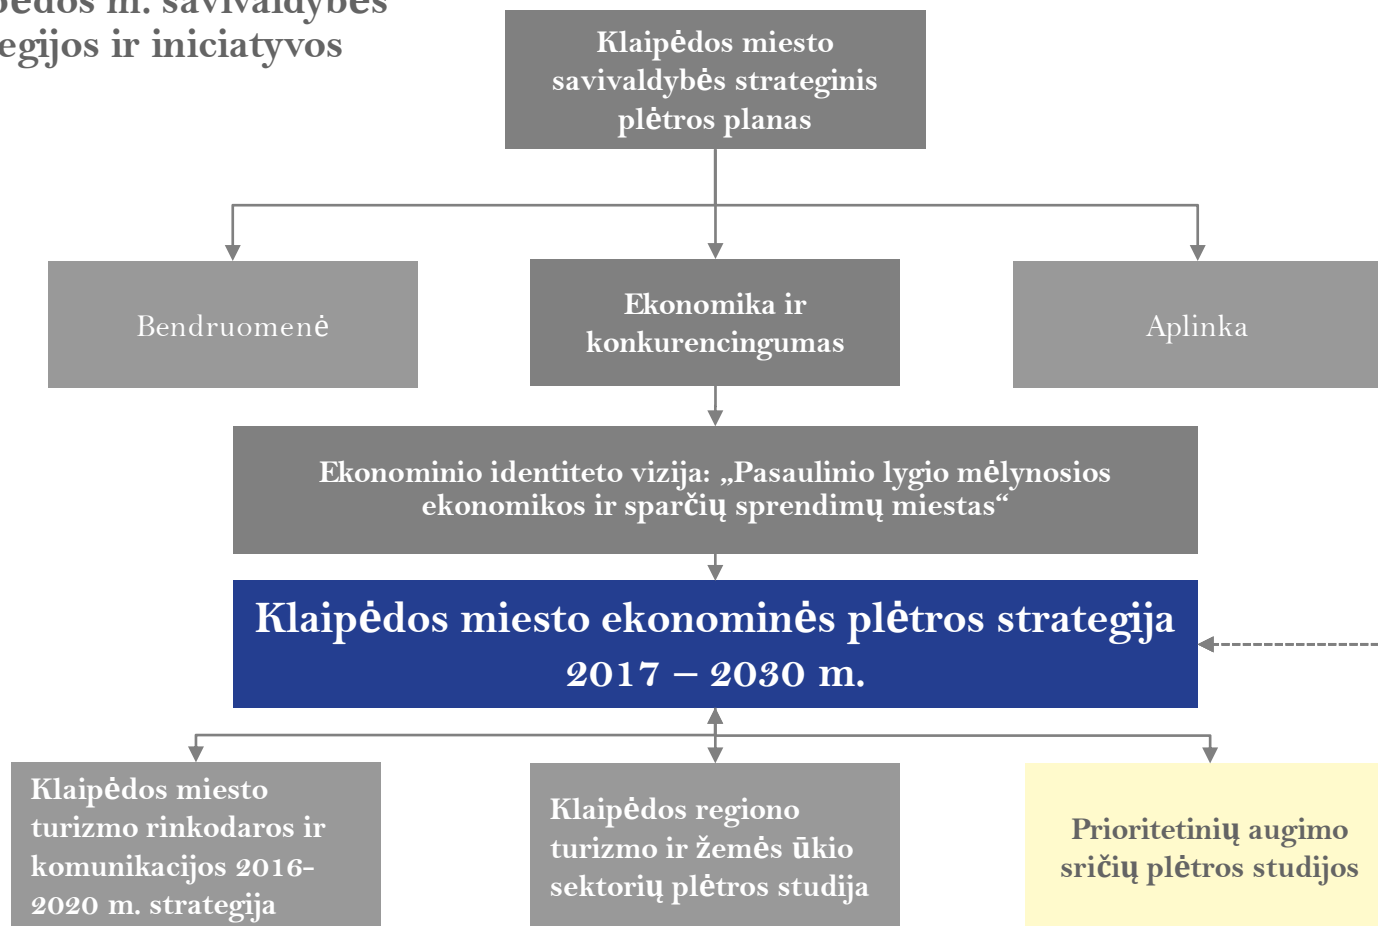 m. savivaldybės
ir iniciatyvos
Klaipėdos miesto
savivaldybės strateginis
plėtros planas
Bendruomenė
Ekonomika ir
konkurencingumas
Aplinka
Ekonominio identiteto vizija: „Pasaulinio lygio mėlynosios
ekonomikos ir sparčių sprendimų miestas“
Klaipėdos miesto ekonominės plėtros strategija
2017 – 2030 m.
Klaipėdos miesto
turizmo rinkodaros ir
komunikacijos 2016-
2020 m. strategija
Klaipėdos regiono
turizmo ir žemės ūkio
sektorių plėtros studija
Prioritetinių augimo
sričių plėtros studijos